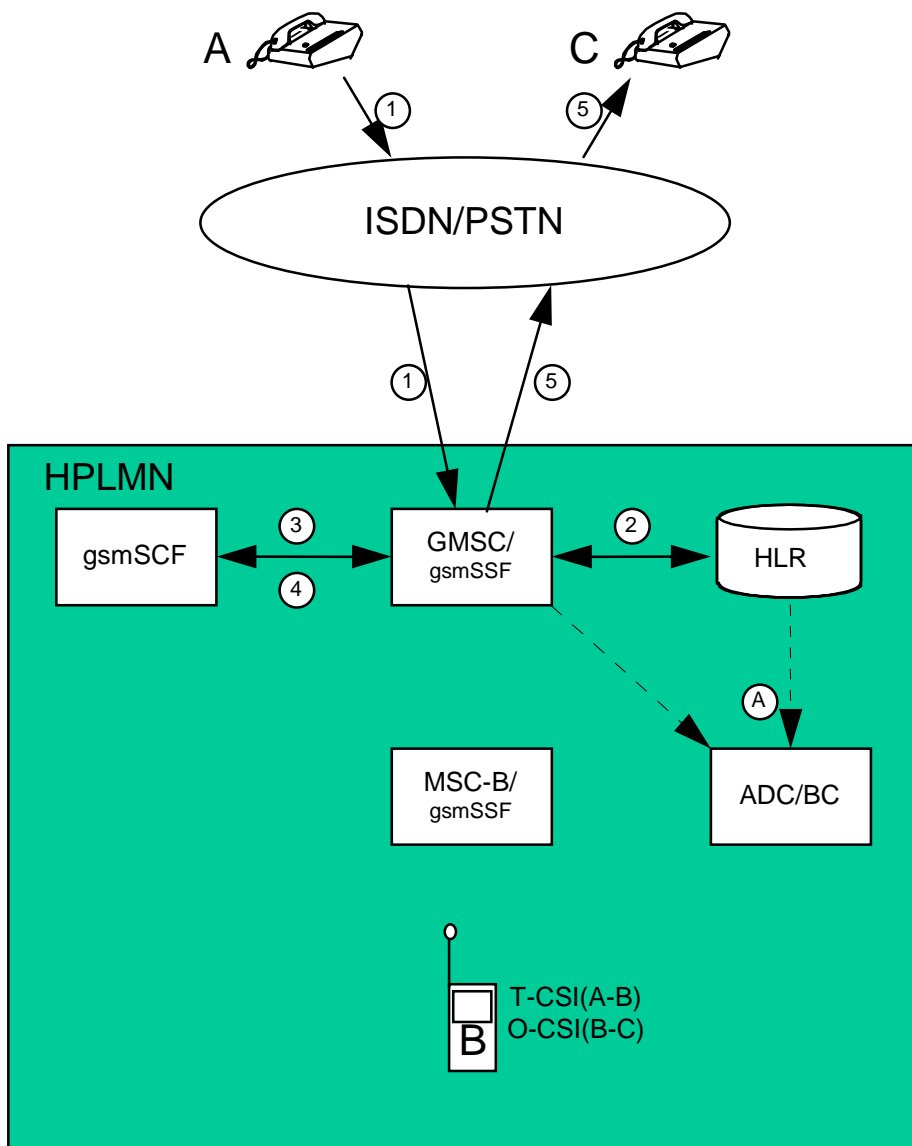 A
C
1
5
ISDN/PSTN
1
5
HPLMN
gsmSCF
3
4
GMSC/
gsmSSF
2
HLR
A
MSC-B/
gsmSSF
ADC/BC
B
T-CSI(A-B)
O-CSI(B-C)